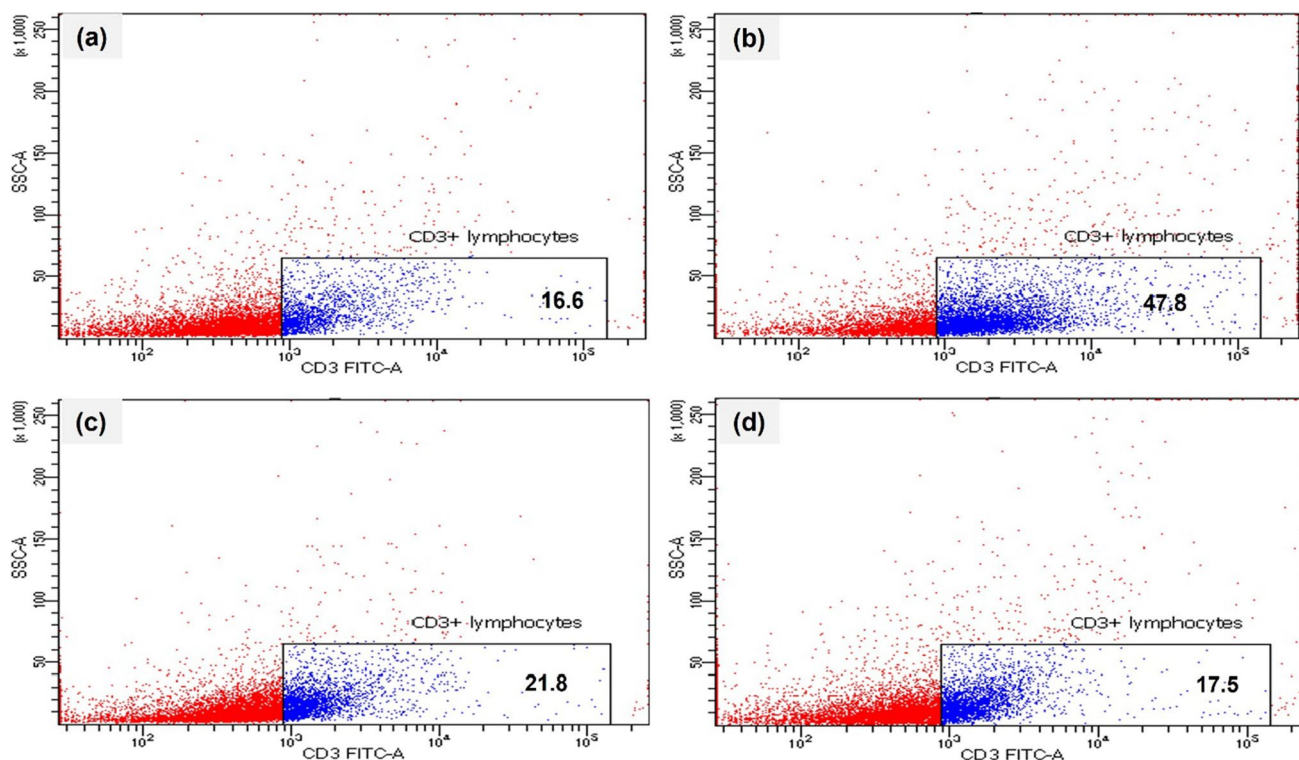 (a)
(x 1,000)
250
200
150
100
50
SSC-A
CD3+ lymphocytes
16.6
10²
10³
10⁴
10⁵
CD3 FITC-A
(b)
(x 1,000)
250
200
150
100
50
SSC-A
CD3+ lymphocytes
47.8
10²
10³
10⁴
10⁵
CD3 FITC-A
(c)
(x 1,000)
250
200
150
100
50
SSC-A
CD3+ lymphocytes
21.8
10²
10³
10⁴
10⁵
CD3 FITC-A
(d)
(x 1,000)
250
200
150
100
50
SSC-A
CD3+ lymphocytes
17.5
10²
10³
10⁴
10⁵
CD3 FITC-A